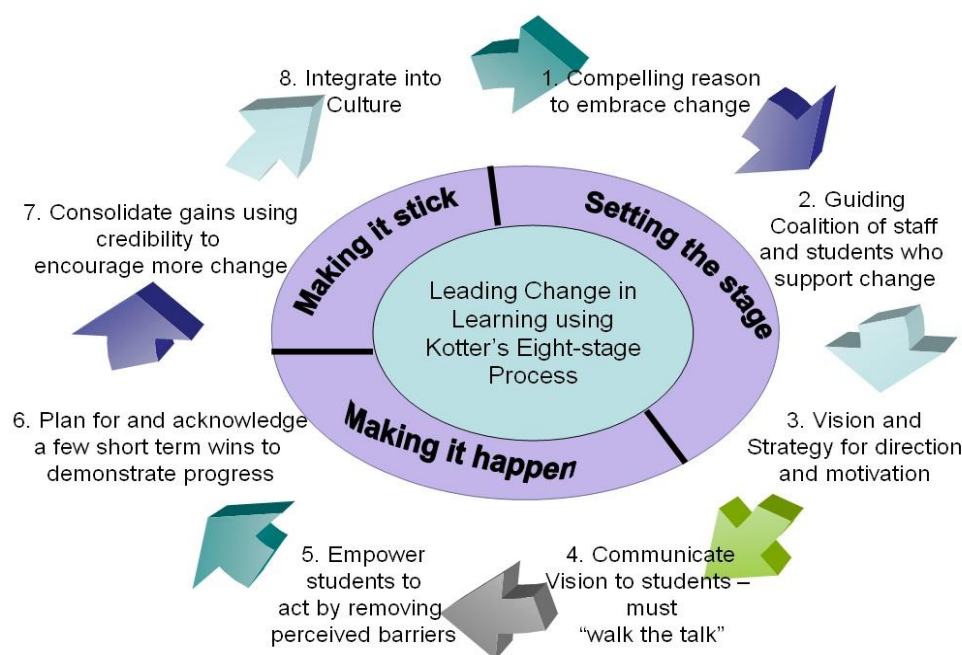 8. Integrate into
Culture
1. Compelling reason
to embrace change
2. Guiding
Coalition of staff
and students who
support change
3. Vision and
Strategy for direction
and motivation
4. Communicate
Vision to students –
must
“walk the talk”
5. Empower
students to
act by removing
perceived barriers
6. Plan for and acknowledge
a few short term wins to
demonstrate progress
7. Consolidate gains using
credibility to
encourage more change
Making it stick
Setting the stage
Making it happen
Leading Change in
Learning using
Kotter’s Eight-stage
Process